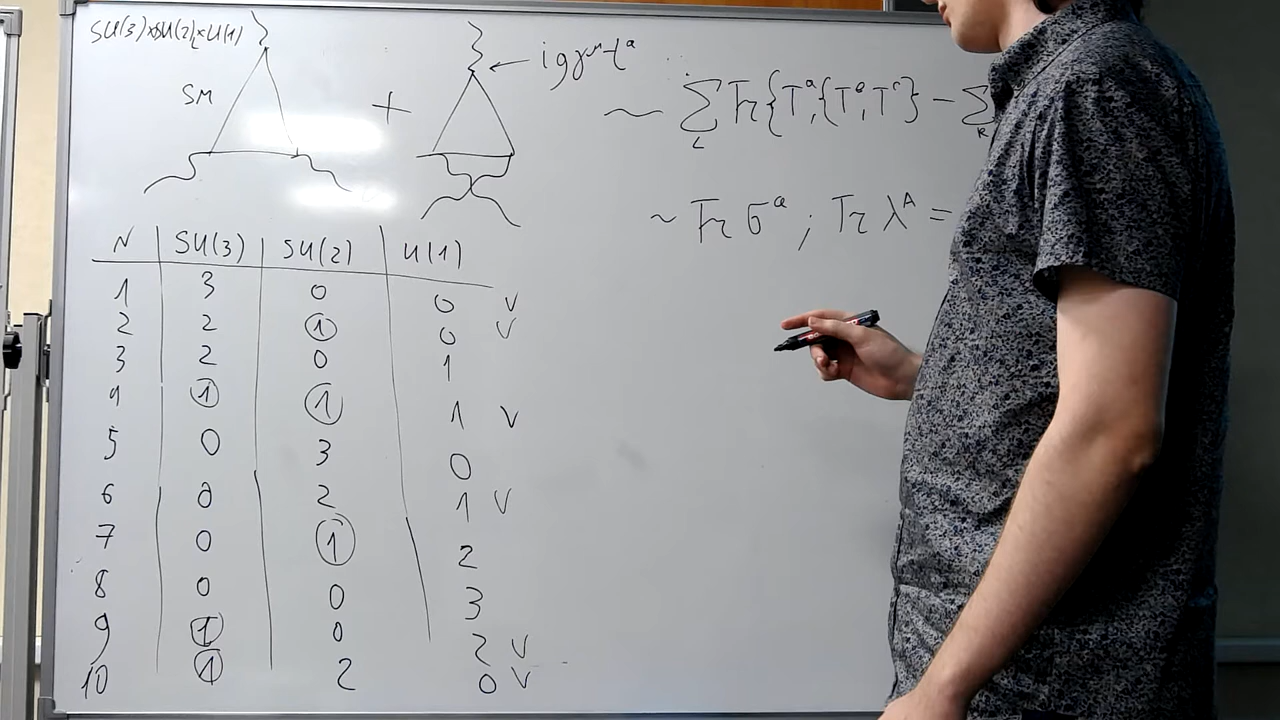 SU(3)×SU(2)L×U(1)
SM
+
← igγ^μ t^a
~ Σ_L Tr{T^a,{T^b,T^c}} − Σ_R
~ Tr σ^a ; Tr λ^A =
N | SU(3) | SU(2) | U(1)
1 3 0 0 V
2 2 1 0 V
3 2 0 1
4 1 1 1 V
5 0 3 0
6 0 2 1 V
7 0 1 2
8 0 0 3
9 1 0 2 V
10 1 2 0 V